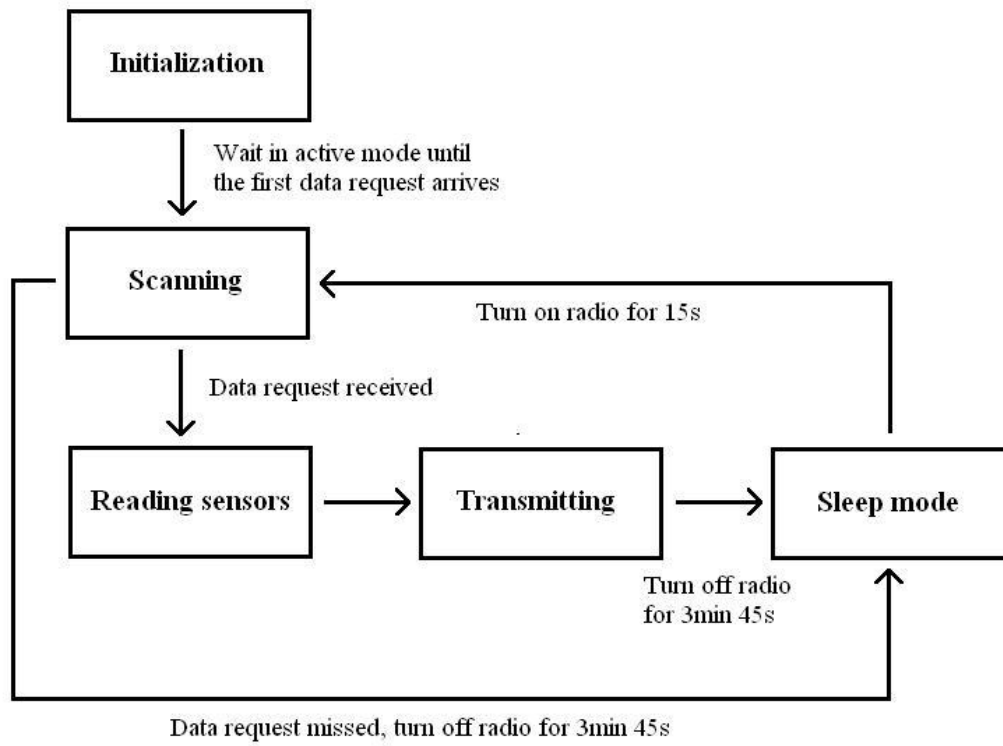 Initialization
Wait in active mode until
the first data request arrives
Scanning
Turn on radio for 15s
Data request received
Reading sensors
Transmitting
Sleep mode
Turn off radio
for 3min 45s
Data request missed, turn off radio for 3min 45s